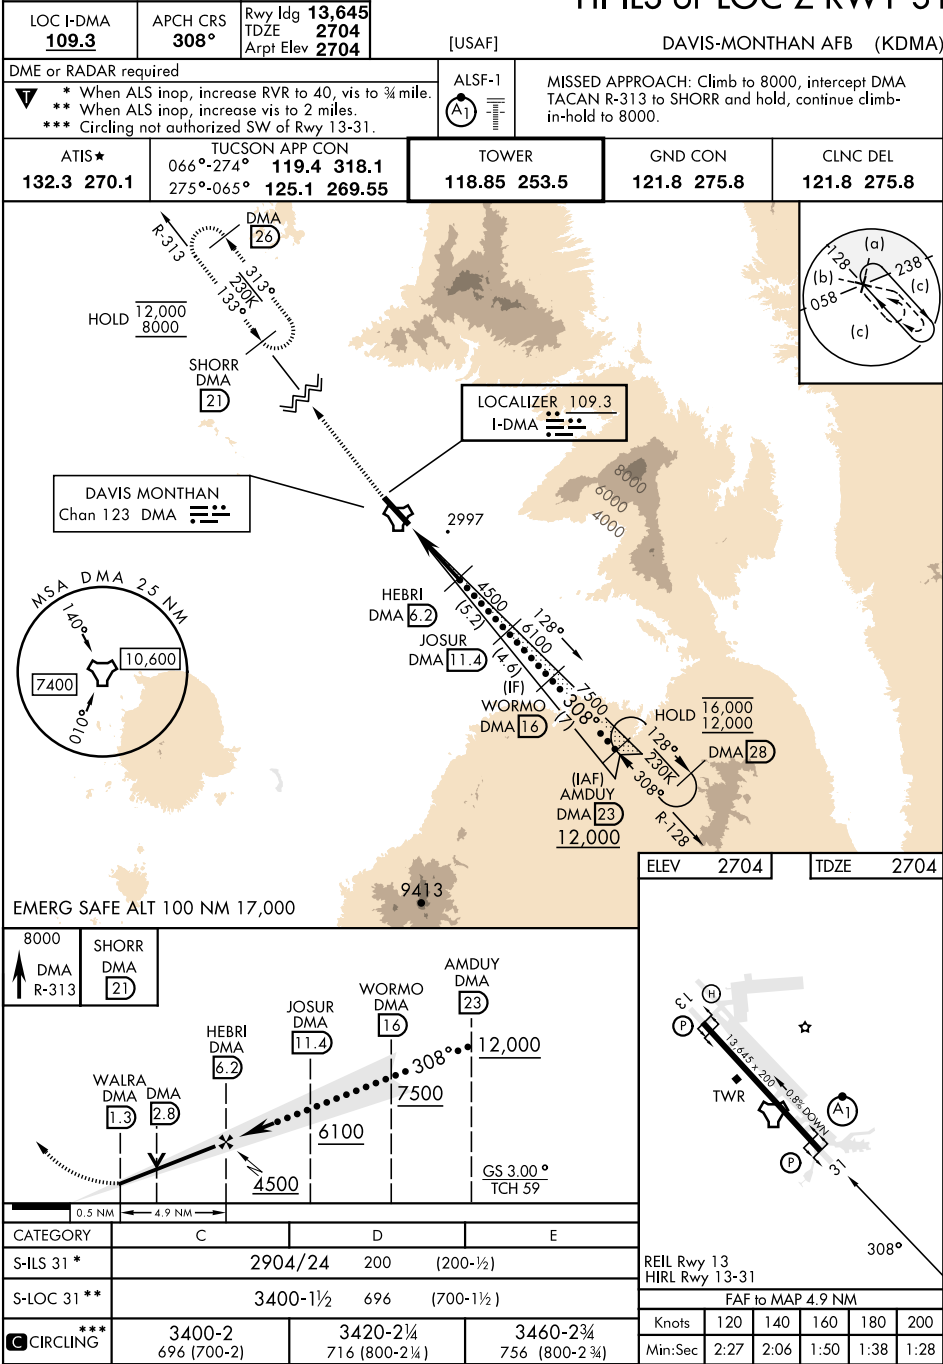 HI ILS or LOC Z RWY 31
LOC I-DMA
109.3
APCH CRS
308°
Rwy ldg 13,645
TDZE 2704
Arpt Elev 2704
[USAF]
DAVIS-MONTHAN AFB (KDMA)
DME or RADAR required
T
* When ALS inop, increase RVR to 40, vis to ¾ mile.
** When ALS inop, increase vis to 2 miles.
*** Circling not authorized SW of Rwy 13-31.
ALSF-1
A1
MISSED APPROACH: Climb to 8000, intercept DMA
TACAN R-313 to SHORR and hold, continue climb-
in-hold to 8000.
ATIS★
132.3 270.1
TUCSON APP CON
066°-274° 119.4 318.1
275°-065° 125.1 269.55
TOWER
118.85 253.5
GND CON
121.8 275.8
CLNC DEL
121.8 275.8
R-313
DMA
26
313°
230K
133°
HOLD 12,000
8000
SHORR
DMA
21
(a)
128
238
(b)
(c)
058
(c)
LOCALIZER 109.3
I-DMA
8000
6000
4000
DAVIS MONTHAN
Chan 123 DMA
2997
MSA DMA 25 NM
140°
10,600
7400
010°
HEBRI
DMA 6.2
4500
(5.2)
128°
6100
JOSUR
DMA 11.4
(4.6)
(IF)
WORMO
DMA 16
7500
308°
(7)
HOLD 16,000
12,000
128°
230K
308°
DMA 28
(IAF)
AMDUY
DMA 23
12,000
R-128
9413
EMERG SAFE ALT 100 NM 17,000
ELEV 2704
TDZE 2704
8000
DMA
R-313
SHORR
DMA
21
WALRA
DMA
1.3
DMA
2.8
HEBRI
DMA
6.2
JOSUR
DMA
11.4
WORMO
DMA
16
AMDUY
DMA
23
308°
12,000
7500
6100
4500
GS 3.00°
TCH 59
0.5 NM
4.9 NM
13
H
P
13,645 x 200
0.8% DOWN
TWR
A1
P
31
308°
REIL Rwy 13
HIRL Rwy 13-31
CATEGORY C D E
S-ILS 31* 2904/24 200 (200-½)
S-LOC 31** 3400-1½ 696 (700-1½)
C CIRCLING***
3400-2
696 (700-2)
3420-2¼
716 (800-2¼)
3460-2¾
756 (800-2¾)
FAF to MAP 4.9 NM
Knots 120 140 160 180 200
Min:Sec 2:27 2:06 1:50 1:38 1:28